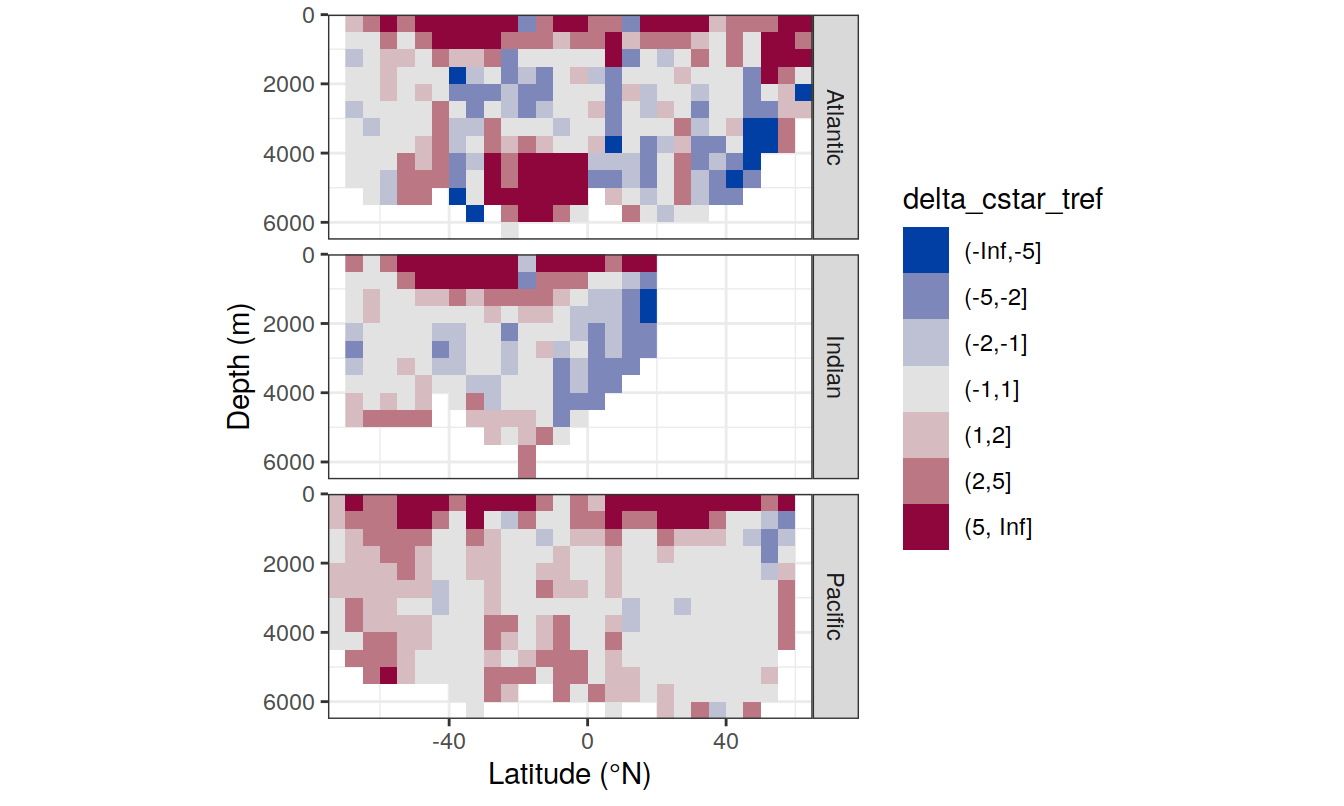 0
2000
4000
6000
Atlantic
0
2000
4000
6000
Indian
0
2000
4000
6000
Pacific
-40
0
40
Depth (m)
Latitude (°N)
delta_cstar_tref
(-Inf,-5]
(-5,-2]
(-2,-1]
(-1,1]
(1,2]
(2,5]
(5, Inf]